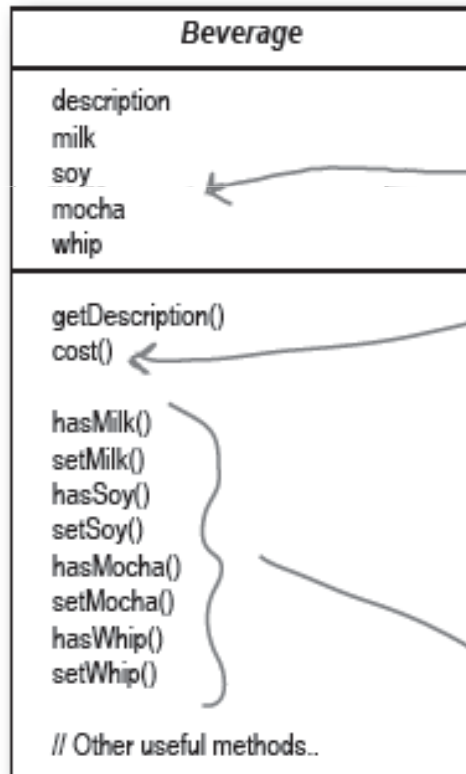 Beverage
description
milk
soy
mocha
whip
getDescription()
cost()
hasMilk()
setMilk()
hasSoy()
setSoy()
hasMocha()
setMocha()
hasWhip()
setWhip()
// Other useful methods..